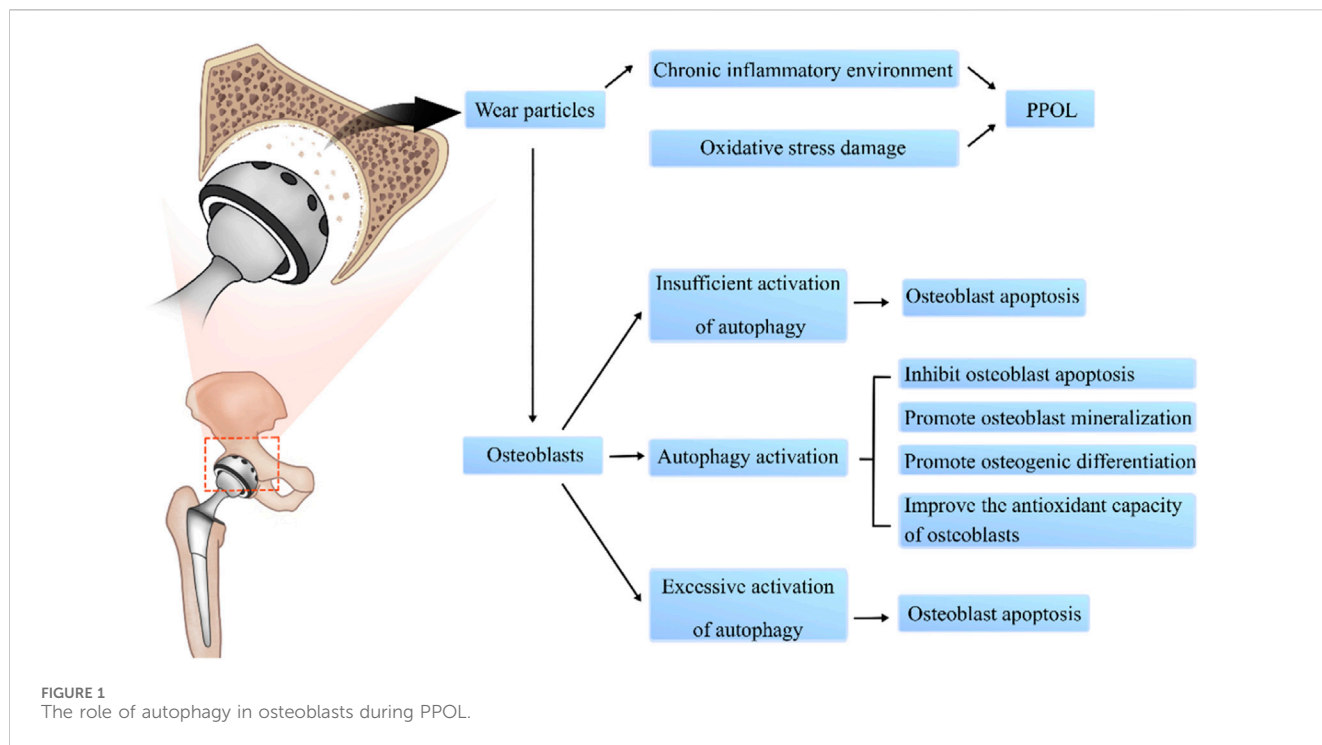 Chronic inflammatory environment
Wear particles
PPOL
Oxidative stress damage
Insufficient activation
of autophagy
Osteoblast apoptosis
Inhibit osteoblast apoptosis
Promote osteoblast mineralization
Osteoblasts
Autophagy activation
Promote osteogenic differentiation
Improve the antioxidant capacity
of osteoblasts
Excessive activation
of autophagy
Osteoblast apoptosis
FIGURE 1
The role of autophagy in osteoblasts during PPOL.